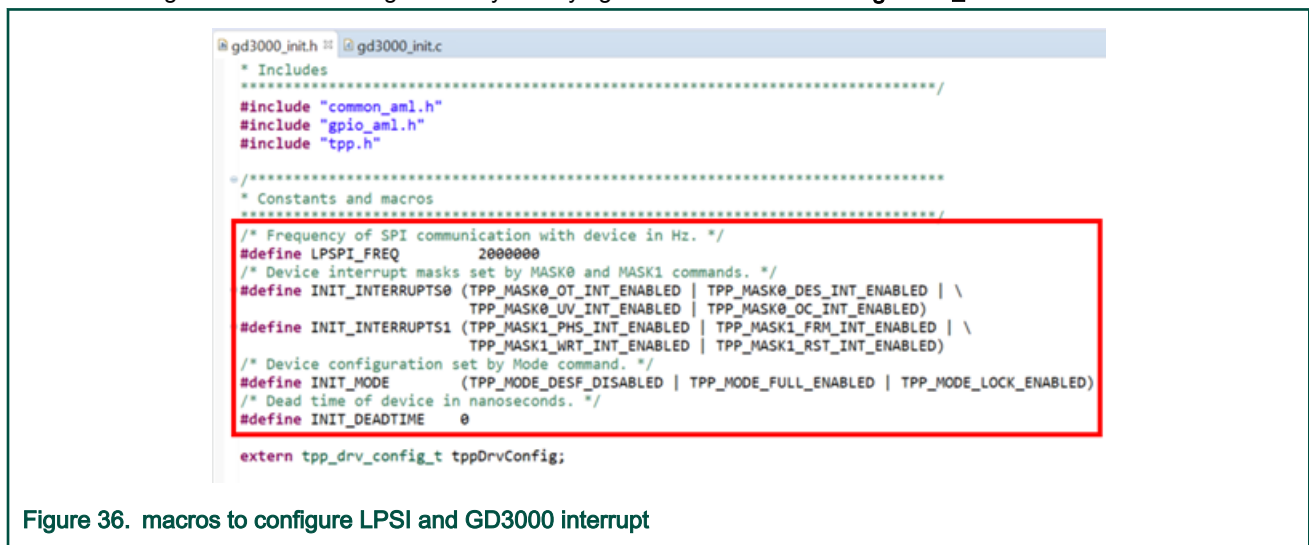 gd3000_init.h gd3000_init.c
* Includes
***************************************************************************/
#include "common_aml.h"
#include "gpio_aml.h"
#include "tpp.h"
/***************************************************************************
* Constants and macros
***************************************************************************/
/* Frequency of SPI communication with device in Hz. */
#define LPSPI_FREQ 2000000
/* Device interrupt masks set by MASK0 and MASK1 commands. */
#define INIT_INTERRUPTS0 (TPP_MASK0_OT_INT_ENABLED | TPP_MASK0_DES_INT_ENABLED | \
TPP_MASK0_UV_INT_ENABLED | TPP_MASK0_OC_INT_ENABLED)
#define INIT_INTERRUPTS1 (TPP_MASK1_PHS_INT_ENABLED | TPP_MASK1_FRM_INT_ENABLED | \
TPP_MASK1_WRT_INT_ENABLED | TPP_MASK1_RST_INT_ENABLED)
/* Device configuration set by Mode command. */
#define INIT_MODE (TPP_MODE_DESF_DISABLED | TPP_MODE_FULL_ENABLED | TPP_MODE_LOCK_ENABLED)
/* Dead time of device in nanoseconds. */
#define INIT_DEADTIME 0
extern tpp_drv_config_t tppDrvConfig;
Figure 36. macros to configure LPSI and GD3000 interrupt